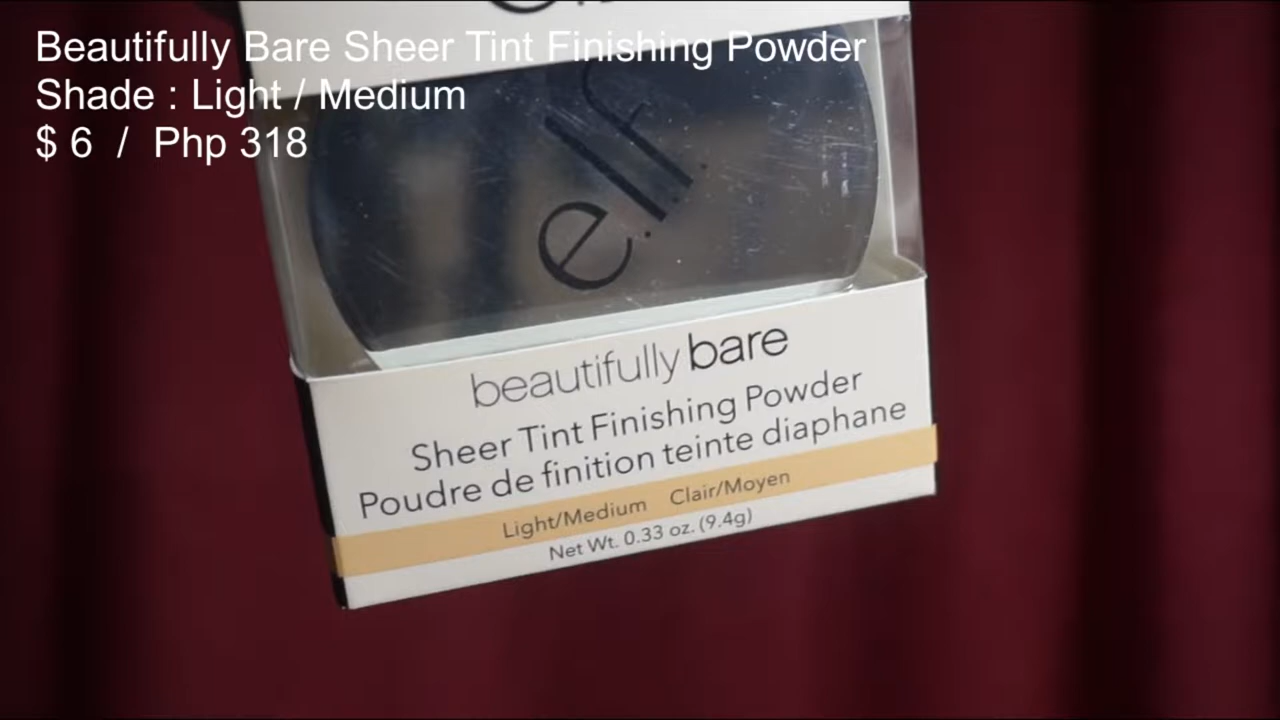 Beautifully Bare Sheer Tint Finishing Powder
Shade : Light / Medium
$ 6 / Php 318
e.l.f.
beautifully bare
Sheer Tint Finishing Powder
Poudre de finition teinte diaphane
Light/Medium Clair/Moyen
Net Wt. 0.33 oz. (9.4g)